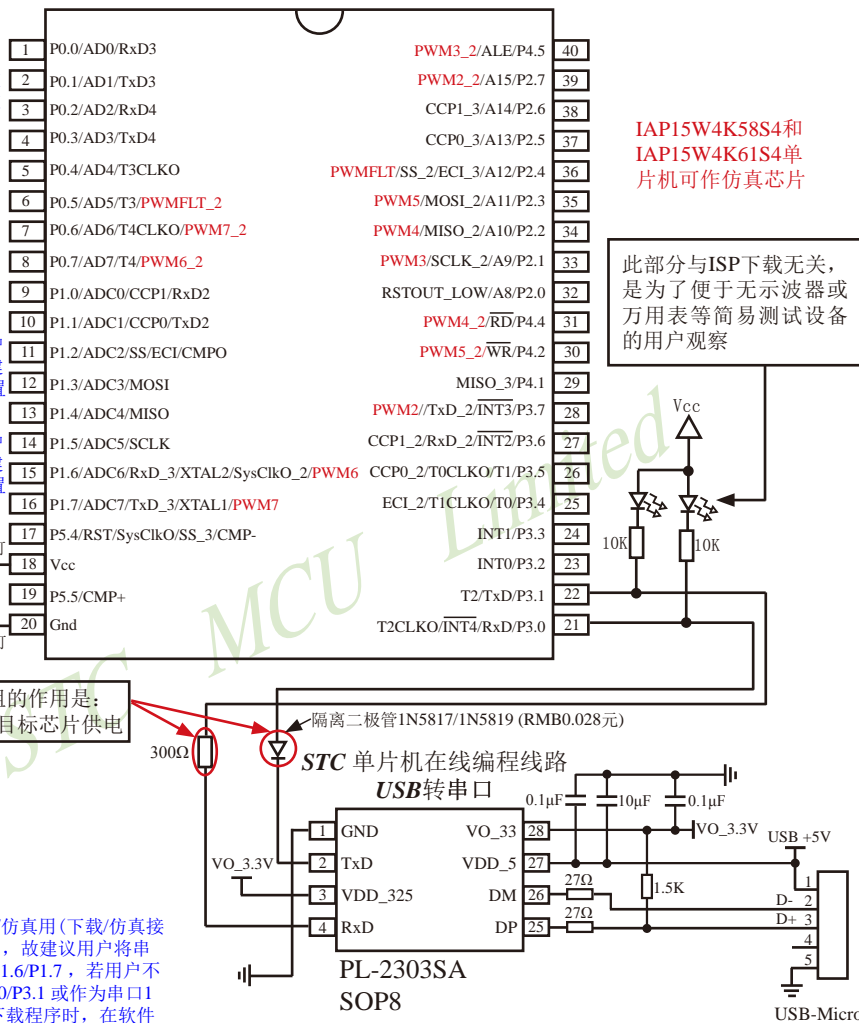 1 P0.0/AD0/RxD3
2 P0.1/AD1/TxD3
3 P0.2/AD2/RxD4
4 P0.3/AD3/TxD4
5 P0.4/AD4/T3CLKO
6 P0.5/AD5/T3/PWMFLT_2
7 P0.6/AD6/T4CLKO/PWM7_2
8 P0.7/AD7/T4/PWM6_2
9 P1.0/ADC0/CCP1/RxD2
10 P1.1/ADC1/CCP0/TxD2
11 P1.2/ADC2/SS/ECI/CMPO
12 P1.3/ADC3/MOSI
13 P1.4/ADC4/MISO
14 P1.5/ADC5/SCLK
15 P1.6/ADC6/RxD_3/XTAL2/SysClkO_2/PWM6
16 P1.7/ADC7/TxD_3/XTAL1/PWM7
17 P5.4/RST/SysClkO/SS_3/CMP-
18 Vcc
19 P5.5/CMP+
20 Gnd
PWM3_2/ALE/P4.5 40
PWM2_2/A15/P2.7 39
CCP1_3/A14/P2.6 38
CCP0_3/A13/P2.5 37
PWMFLT/SS_2/ECI_3/A12/P2.4 36
PWM5/MOSI_2/A11/P2.3 35
PWM4/MISO_2/A10/P2.2 34
PWM3/SCLK_2/A9/P2.1 33
RSTOUT_LOW/A8/P2.0 32
PWM4_2/RD/P4.4 31
PWM5_2/WR/P4.2 30
MISO_3/P4.1 29
PWM2//TxD_2/INT3/P3.7 28
CCP1_2/RxD_2/INT2/P3.6 27
CCP0_2/T0CLKO/T1/P3.5 26
ECI_2/T1CLKO/T0/P3.4 25
INT1/P3.3 24
INT0/P3.2 23
T2/TxD/P3.1 22
T2CLKO/INT4/RxD/P3.0 21
IAP15W4K58S4和
IAP15W4K61S4单
片机可作仿真芯片
此部分与ISP下载无关，
是为了便于无示波器或
万用表等简易测试设备
的用户观察
Vcc
10K
10K
STC MCU Limited
的作用是：
目标芯片供电
300Ω
隔离二极管1N5817/1N5819 (RMB0.028元)
STC 单片机在线编程线路
USB转串口
0.1μF
10μF
0.1μF
1 GND
2 TxD
3 VDD_325
4 RxD
VO_33 28
VDD_5 27
DM 26
DP 25
VO_3.3V
VO_3.3V
USB +5V
27Ω
27Ω
1.5K
D-
D+
1
2
3
4
5
PL-2303SA
SOP8
USB-Micro
仿真用(下载/仿真接
，故建议用户将串
1.6/P1.7，若用户不
0/P3.1 或作为串口1
下载程序时，在软件